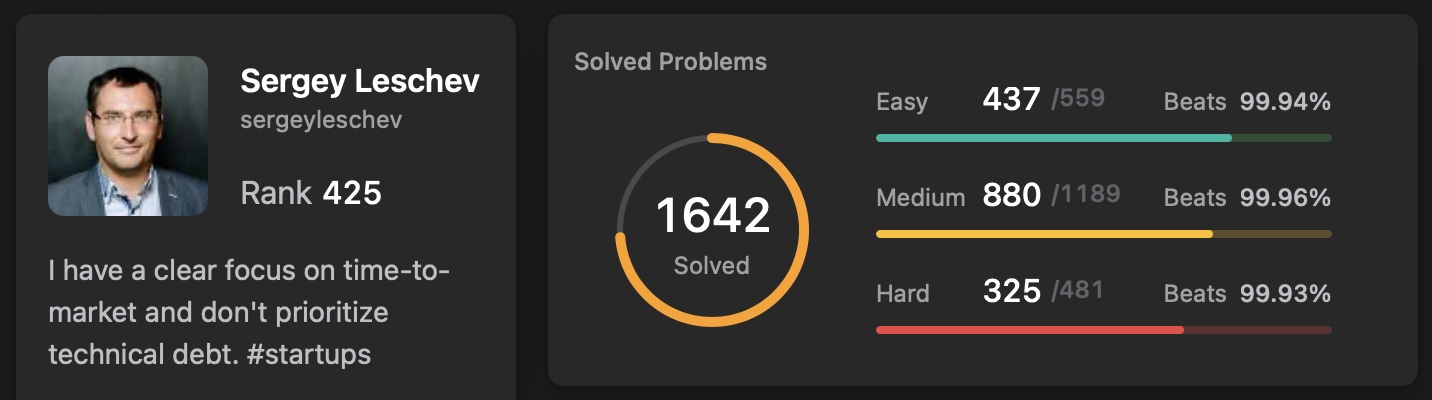 Sergey Leschev
sergeyleschev
Rank 425
I have a clear focus on time-to-
market and don't prioritize
technical debt. #startups
Solved Problems
1642
Solved
Easy 437 /559 Beats 99.94%
Medium 880 /1189 Beats 99.96%
Hard 325 /481 Beats 99.93%